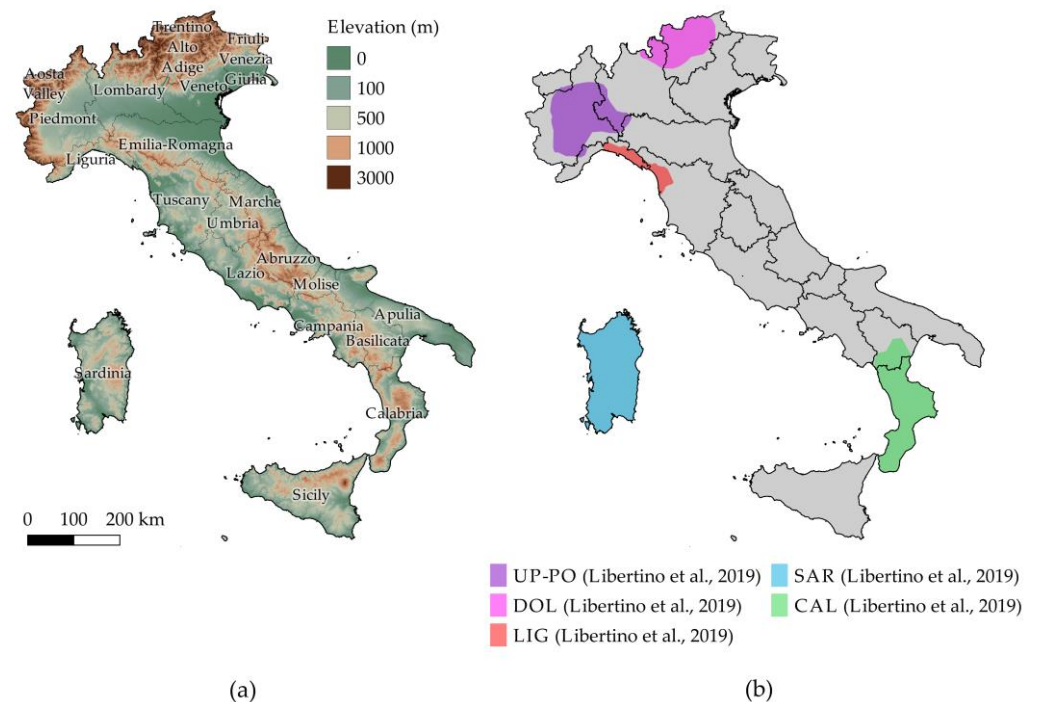 Elevation (m)
0
100
500
1000
3000
Trentino
Alto
Adige
Friuli
Venezia
Giulia
Aosta
Valley
Lombardy
Veneto
Piedmont
Emilia-Romagna
Liguria
Tuscany
Marche
Umbria
Abruzzo
Lazio
Molise
Apulia
Campania
Basilicata
Sardinia
Calabria
Sicily
0 100 200 km
UP-PO (Libertino et al., 2019)
DOL (Libertino et al., 2019)
LIG (Libertino et al., 2019)
SAR (Libertino et al., 2019)
CAL (Libertino et al., 2019)
(a)
(b)